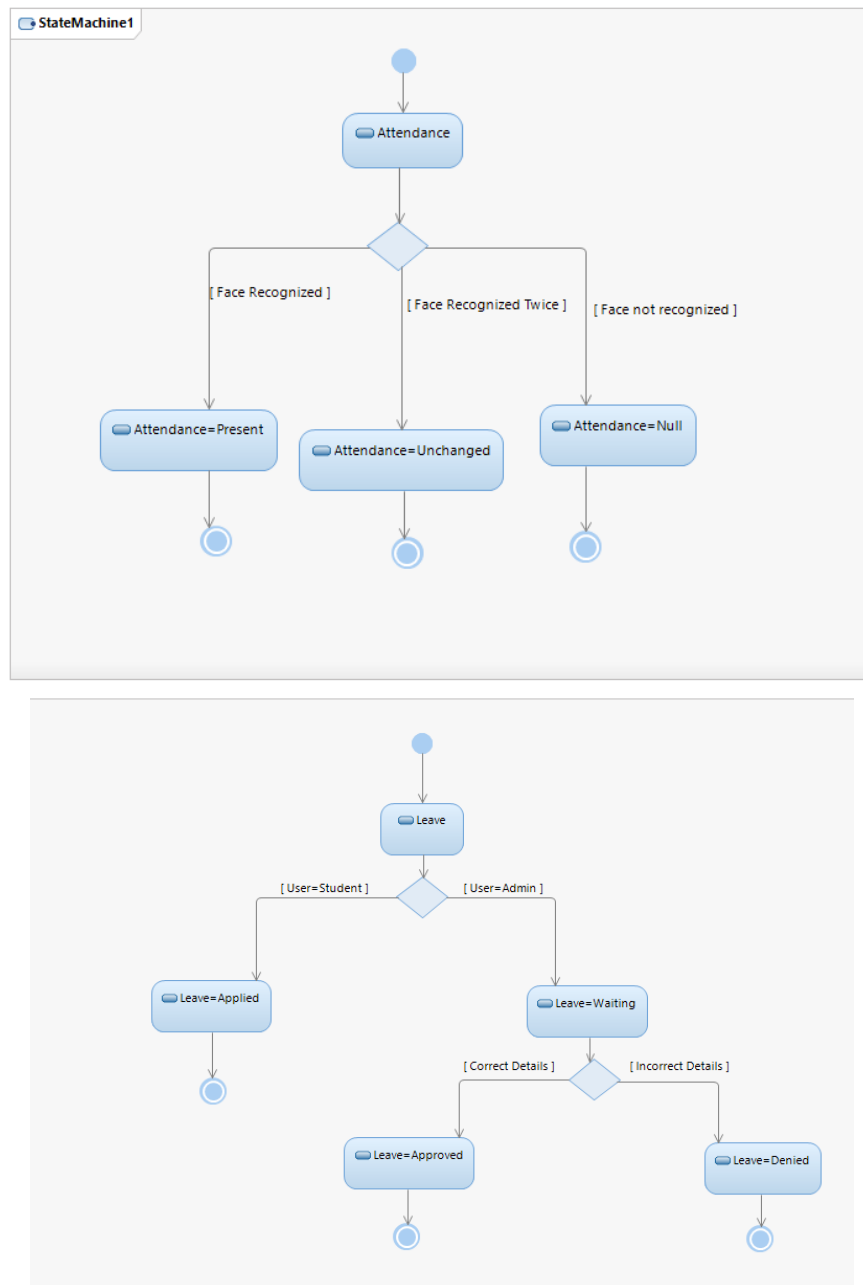 StateMachine1
Attendance
[ Face Recognized ]
[ Face Recognized Twice ]
[ Face not recognized ]
Attendance=Present
Attendance=Unchanged
Attendance=Null
Leave
[ User=Student ]
[ User=Admin ]
Leave=Applied
Leave=Waiting
[ Correct Details ]
[ Incorrect Details ]
Leave=Approved
Leave=Denied